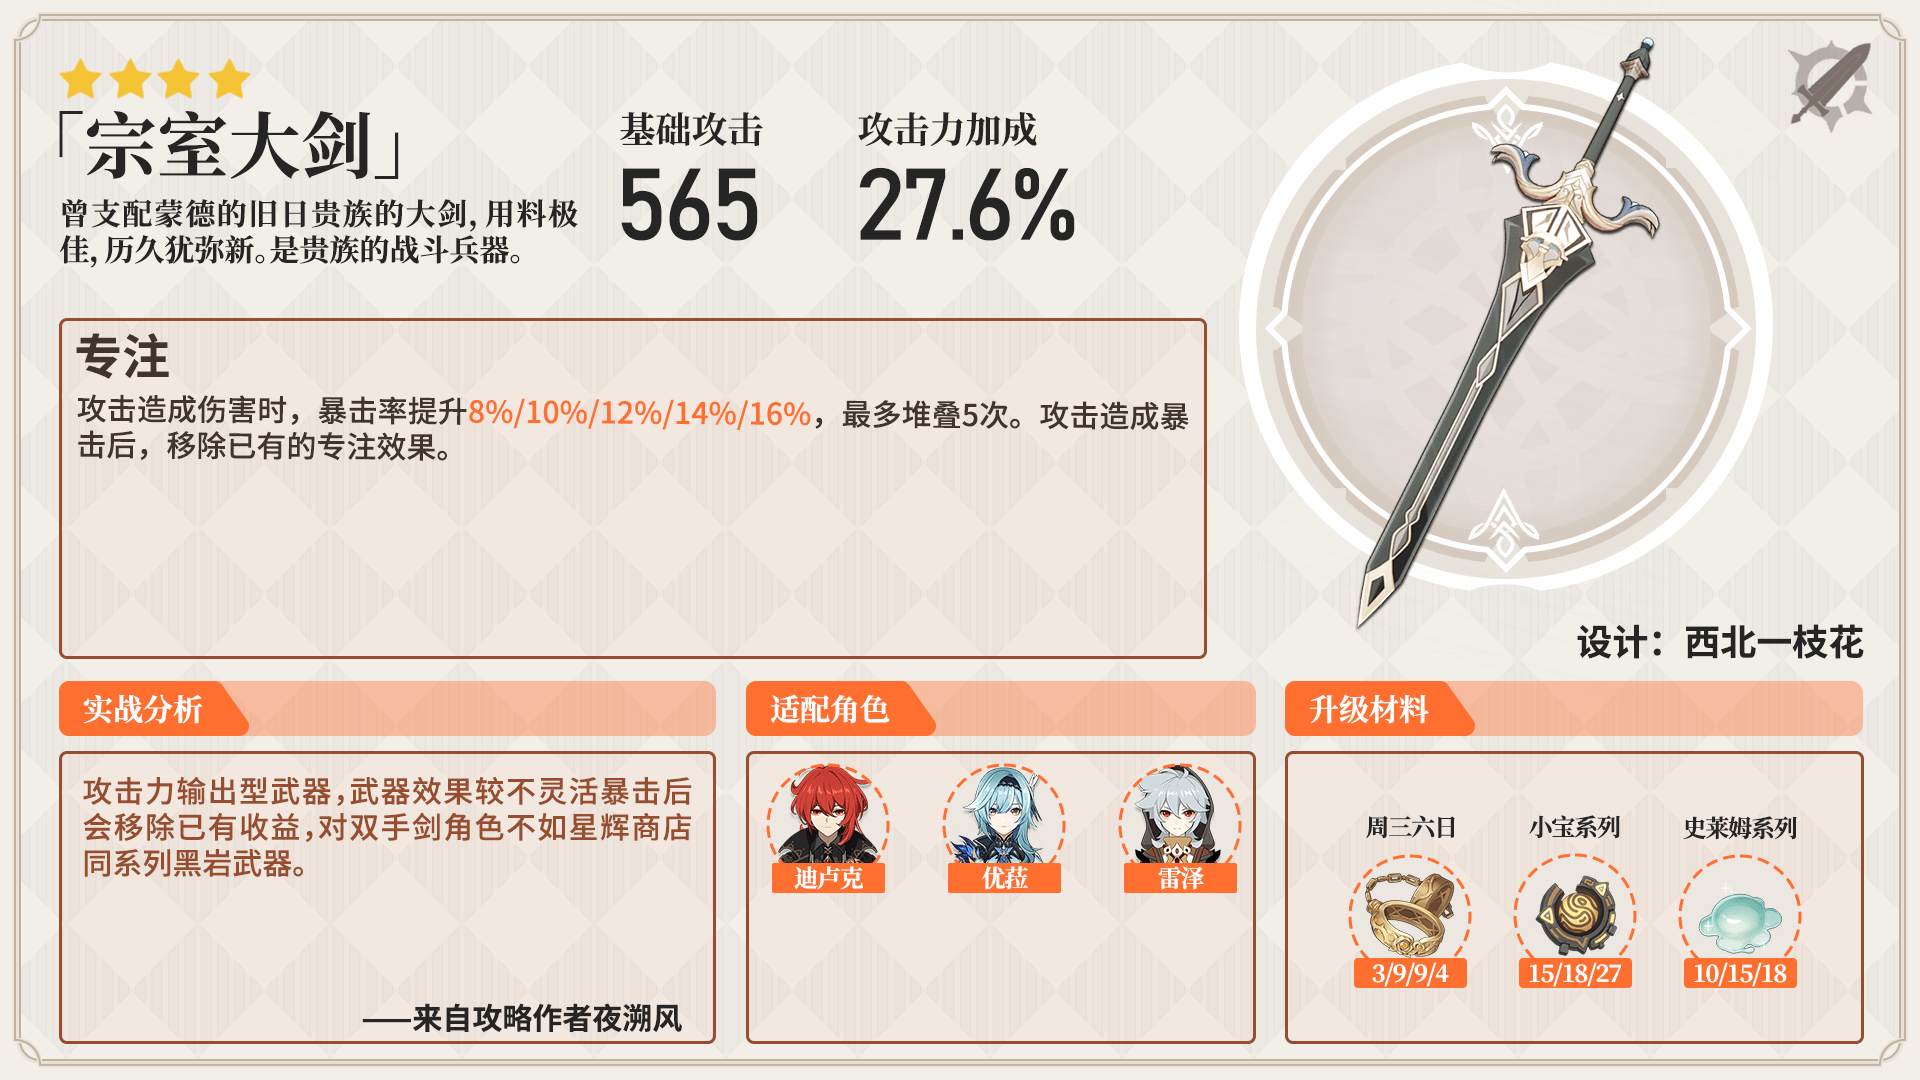 「宗室大剑」
曾支配蒙德的旧日贵族的大剑，用料极
佳，历久犹弥新。是贵族的战斗兵器。
基础攻击
565
攻击力加成
27.6%
专注
攻击造成伤害时，暴击率提升8%/10%/12%/14%/16%，最多堆叠5次。攻击造成暴
击后，移除已有的专注效果。
设计：西北一枝花
实战分析
攻击力输出型武器，武器效果较不灵活暴击后
会移除已有收益，对双手剑角色不如星辉商店
同系列黑岩武器。
——来自攻略作者夜溯风
适配角色
迪卢克
优菈
雷泽
升级材料
周三六日
小宝系列
史莱姆系列
3/9/9/4
15/18/27
10/15/18